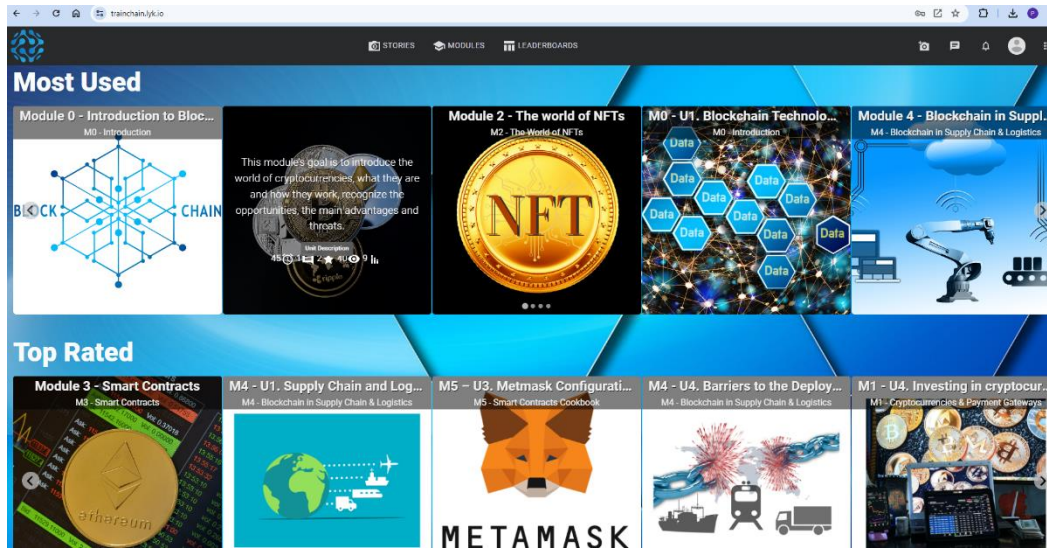 trainchain.lyk.io
STORIES MODULES LEADERBOARDS
Most Used
Module 0 - Introduction to Bloc...
M0 - Introduction
BLOCK CHAIN
This module's goal is to introduce the
world of cryptocurrencies, what they are
and how they work, recognize the
opportunities, the main advantages and
threats.
Unit Description
ripple
Module 2 - The world of NFTs
M2 - The World of NFTs
NFT
M0 - U1. Blockchain Technolo...
M0 - Introduction
Data
Data
Data
Data
Data
Data
Data
Data
Data
Module 4 - Blockchain in Suppl...
M4 - Blockchain in Supply Chain & Logistics
Top Rated
Module 3 - Smart Contracts
M3 - Smart Contracts
ethereum
M4 - U1. Supply Chain and Log...
M4 - Blockchain in Supply Chain & Logistics
M5 – U3. Metmask Configurati...
M5 - Smart Contracts Cookbook
METAMASK
M4 - U4. Barriers to the Deploy...
M4 - Blockchain in Supply Chain & Logistics
M1 - U4. Investing in cryptocur...
M1 - Cryptocurrencies & Payment Gateways